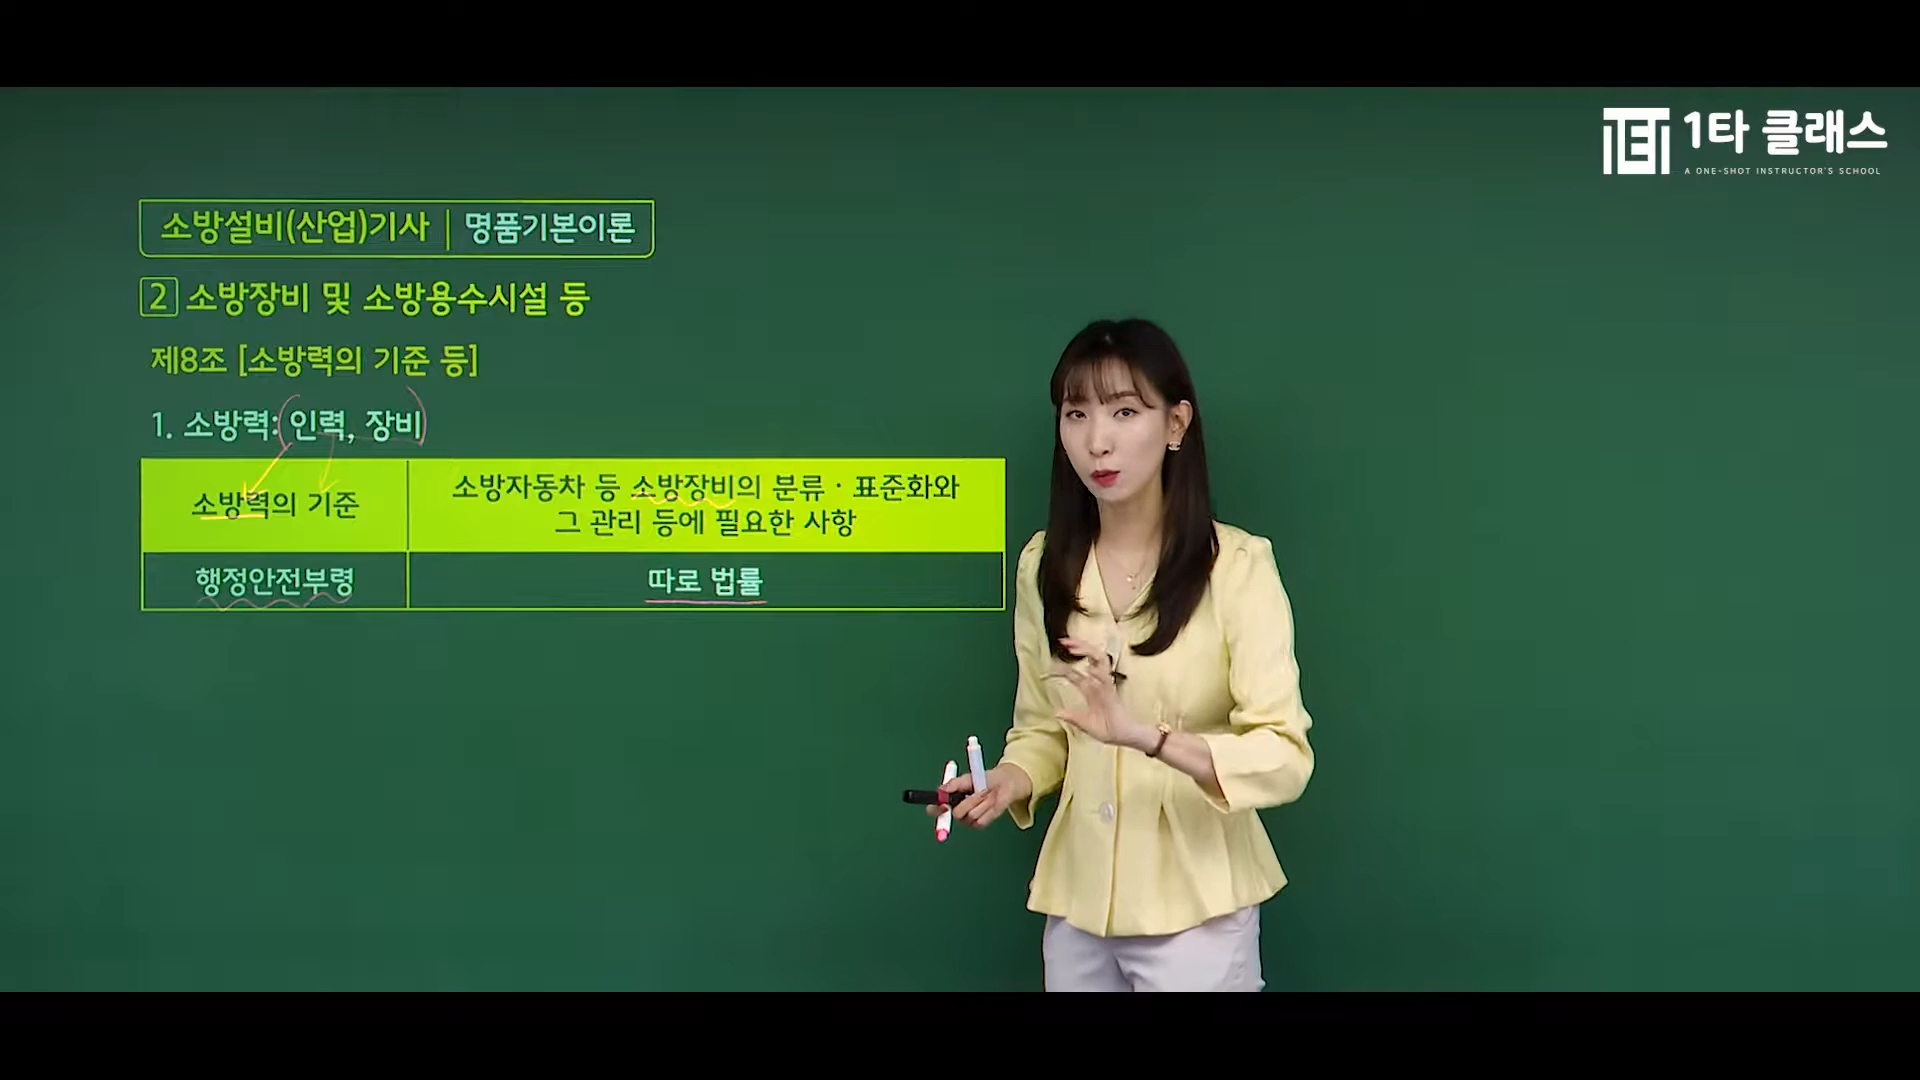 1타 클래스
A ONE-SHOT INSTRUCTOR'S SCHOOL
소방설비(산업)기사 | 명품기본이론
2 소방장비 및 소방용수시설 등
제8조 [소방력의 기준 등]
1. 소방력: 인력, 장비
소방력의 기준
소방자동차 등 소방장비의 분류·표준화와
그 관리 등에 필요한 사항
행정안전부령
따로 법률